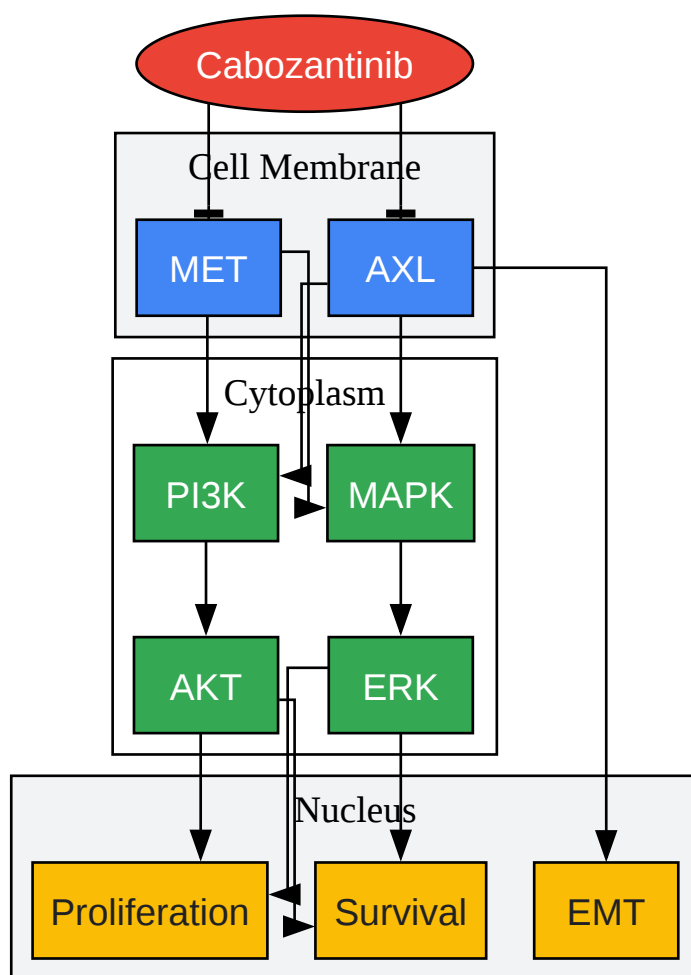 Cabozantinib
Cell Membrane
MET
AXL
Cytoplasm
PI3K
MAPK
AKT
ERK
Nucleus
Proliferation
Survival
EMT